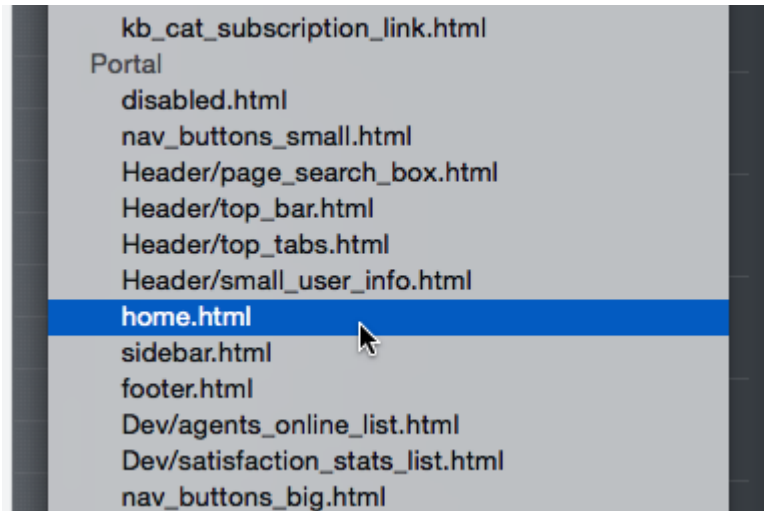 kb_cat_subscription_link.html
Portal
disabled.html
nav_buttons_small.html
Header/page_search_box.html
Header/top_bar.html
Header/top_tabs.html
Header/small_user_info.html
home.html
sidebar.html
footer.html
Dev/agents_online_list.html
Dev/satisfaction_stats_list.html
nav_buttons_big.html